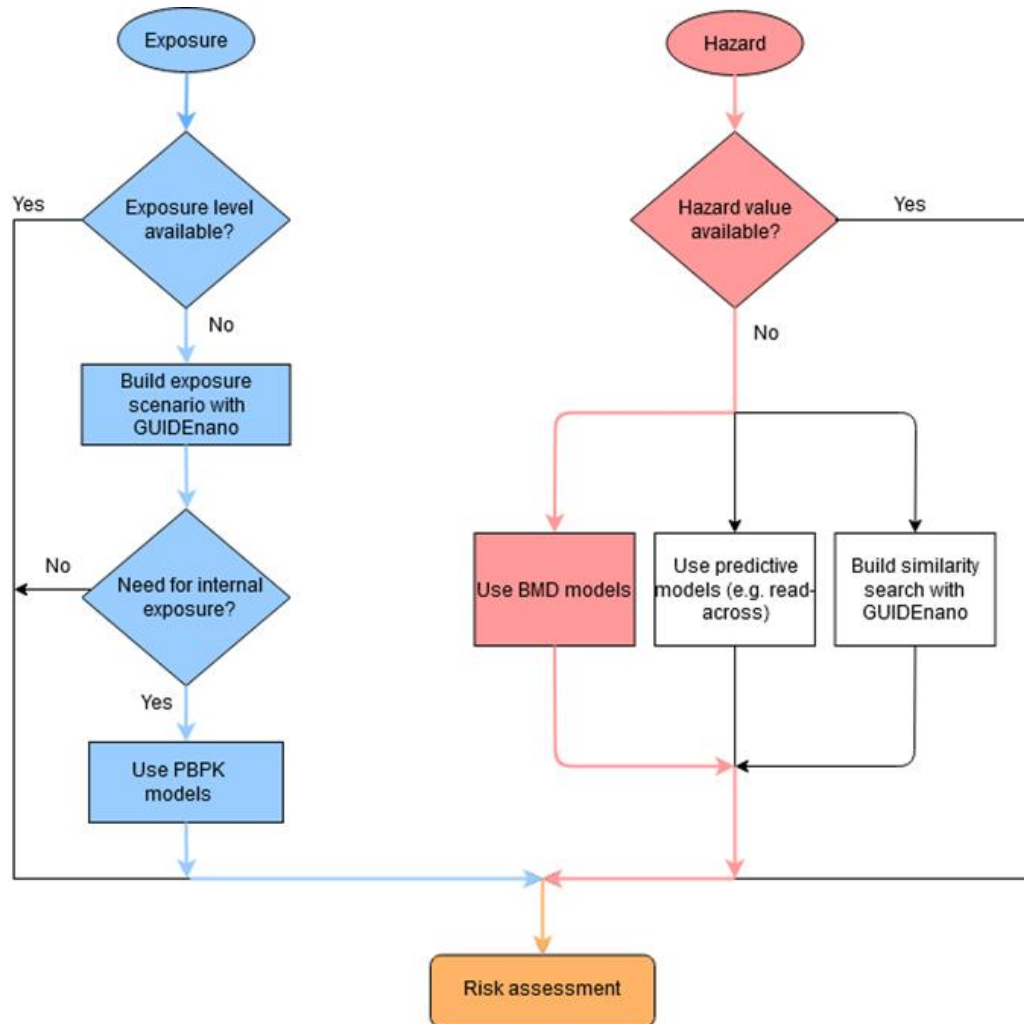 Exposure
Hazard
Yes
Exposure level
available?
Hazard value
available?
Yes
No
No
Build exposure
scenario with
GUIDEnano
No
Need for internal
exposure?
Use BMD models
Use predictive
models (e.g. read-
across)
Build similarity
search with
GUIDEnano
Yes
Use PBPK
models
Risk assessment